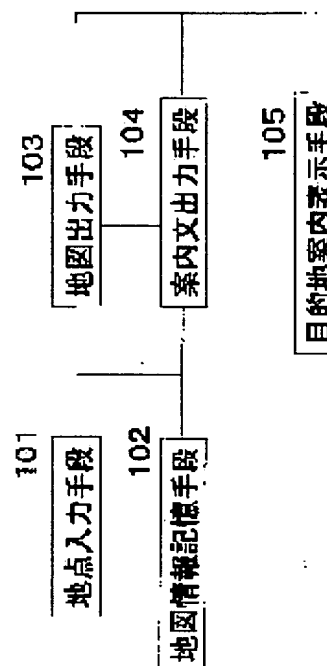 101
地点入力手段
102
地図情報記憶手段
103
地図出力手段
104
案内文出力手段
105
目的地案内表示手段